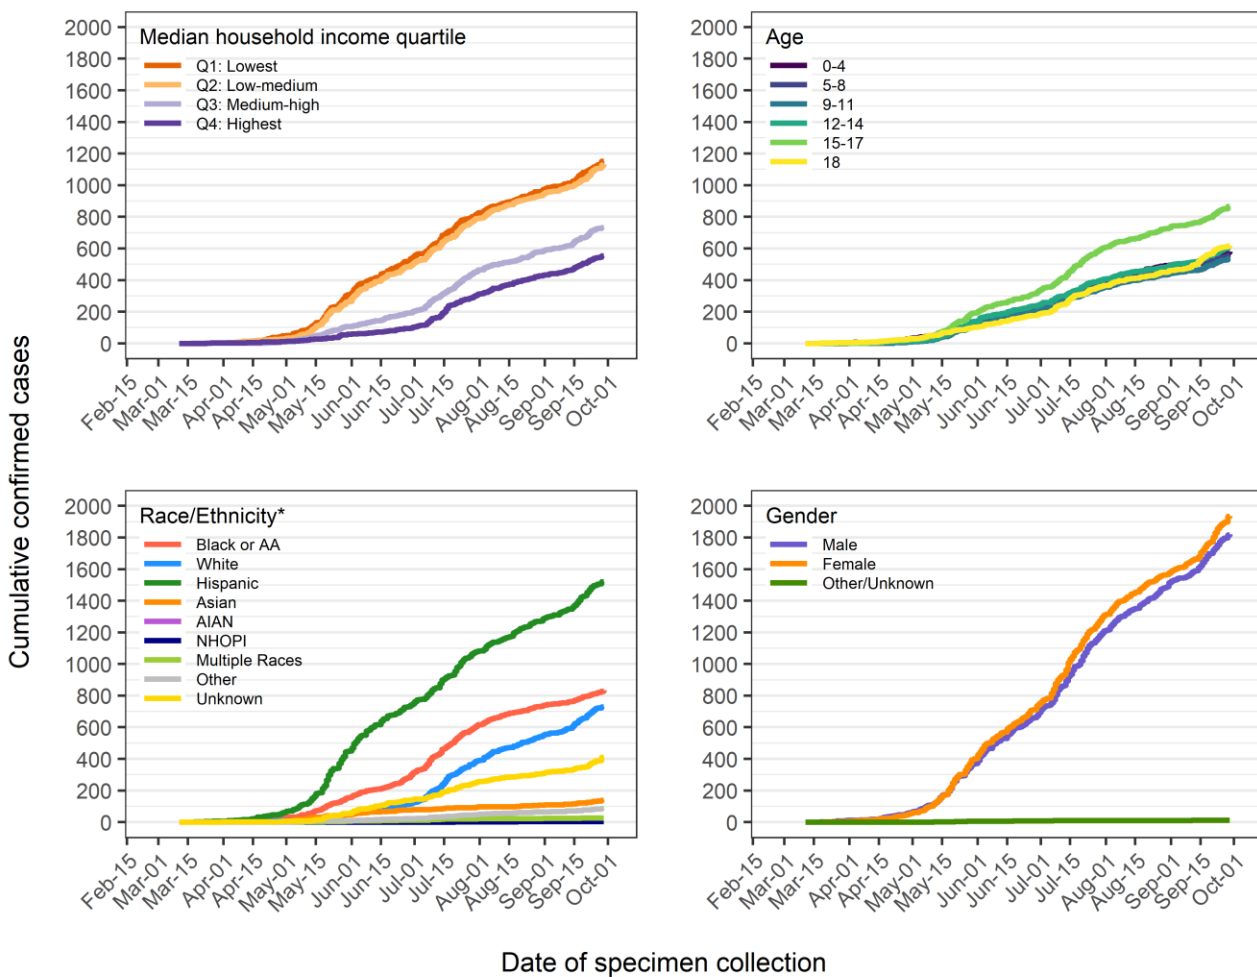 Cumulative confirmed cases
2000
1800
1600
1400
1200
1000
800
600
400
200
0
Median household income quartile
Q1: Lowest
Q2: Low-medium
Q3: Medium-high
Q4: Highest
Feb-15
Mar-01
Mar-15
Apr-01
Apr-15
May-01
May-15
Jun-01
Jun-15
Jul-01
Jul-15
Aug-01
Aug-15
Sep-01
Sep-15
Oct-01
2000
1800
1600
1400
1200
1000
800
600
400
200
0
Age
0-4
5-8
9-11
12-14
15-17
18
Feb-15
Mar-01
Mar-15
Apr-01
Apr-15
May-01
May-15
Jun-01
Jun-15
Jul-01
Jul-15
Aug-01
Aug-15
Sep-01
Sep-15
Oct-01
2000
1800
1600
1400
1200
1000
800
600
400
200
0
Race/Ethnicity*
Black or AA
White
Hispanic
Asian
AIAN
NHOPI
Multiple Races
Other
Unknown
Feb-15
Mar-01
Mar-15
Apr-01
Apr-15
May-01
May-15
Jun-01
Jun-15
Jul-01
Jul-15
Aug-01
Aug-15
Sep-01
Sep-15
Oct-01
2000
1800
1600
1400
1200
1000
800
600
400
200
0
Gender
Male
Female
Other/Unknown
Feb-15
Mar-01
Mar-15
Apr-01
Apr-15
May-01
May-15
Jun-01
Jun-15
Jul-01
Jul-15
Aug-01
Aug-15
Sep-01
Sep-15
Oct-01
Date of specimen collection